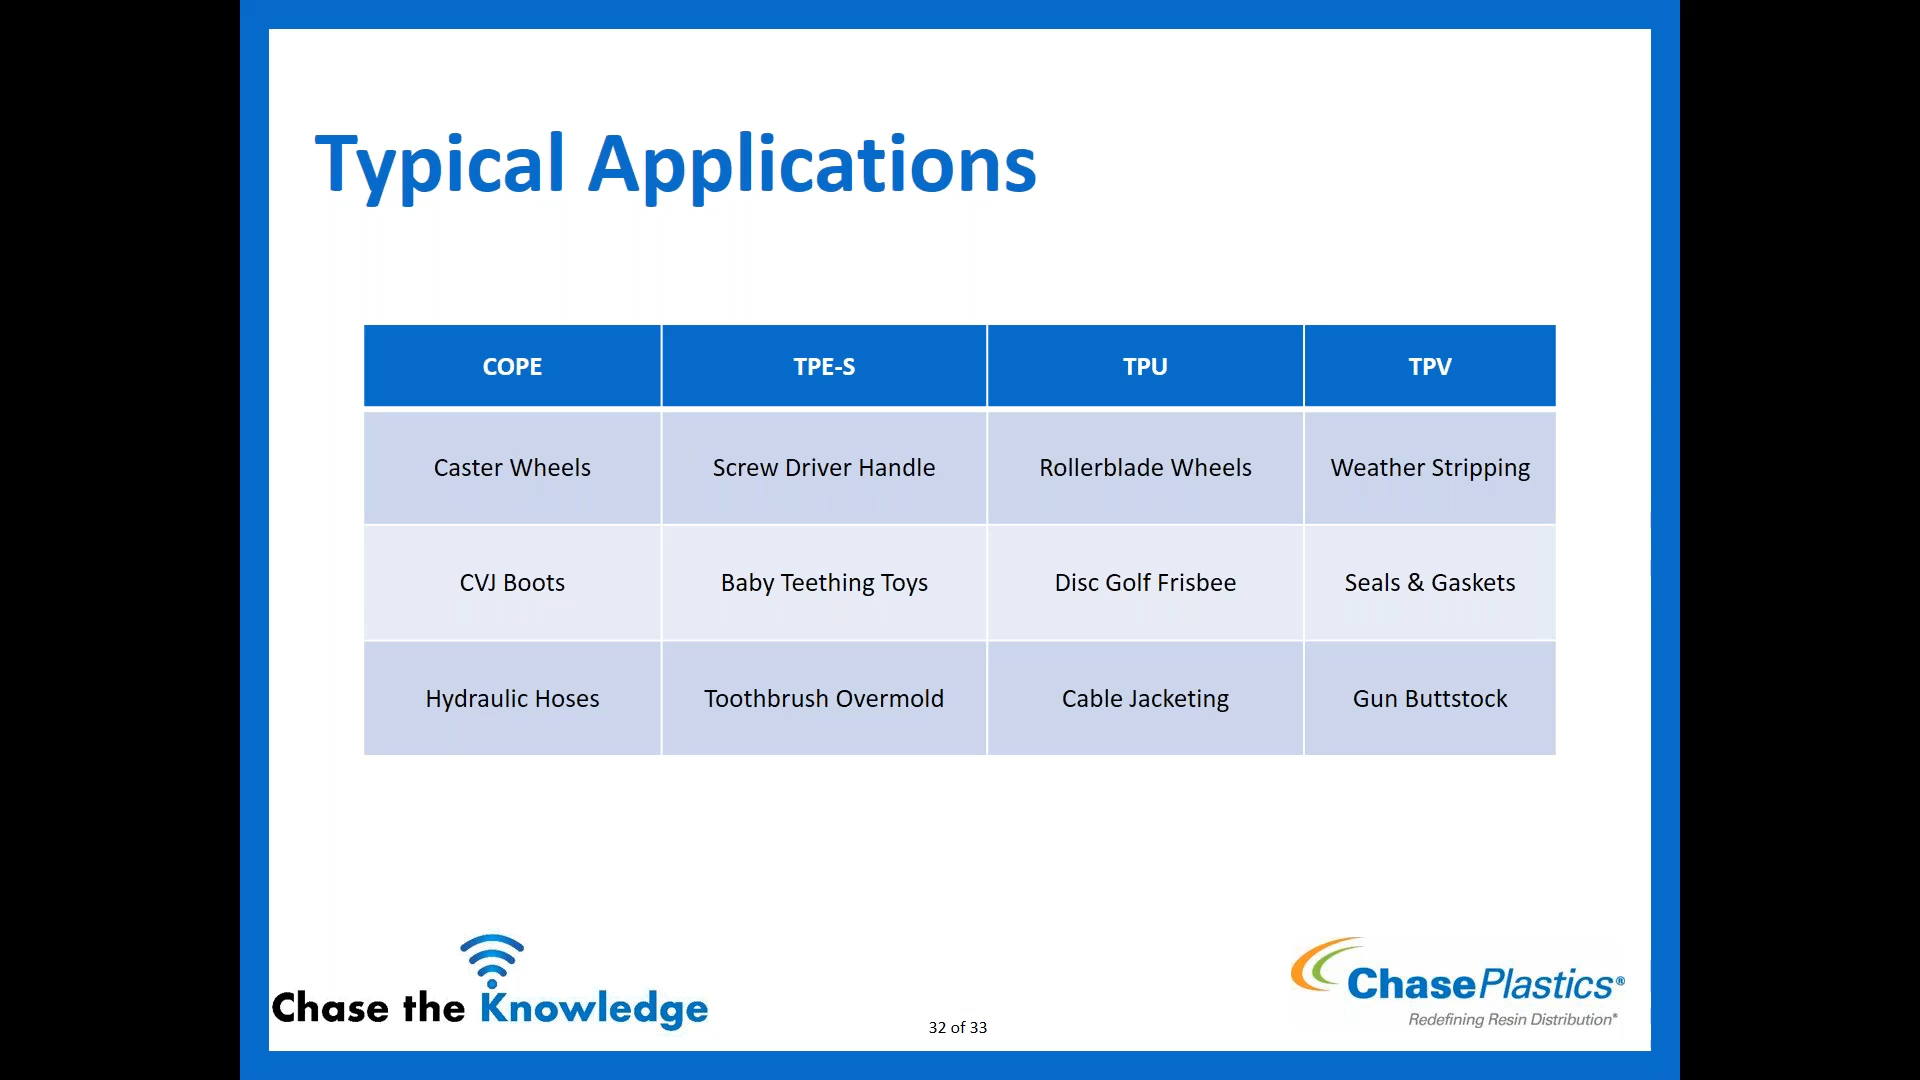 Typical Applications
COPE TPE-S TPU TPV
Caster Wheels Screw Driver Handle Rollerblade Wheels Weather Stripping
CVJ Boots Baby Teething Toys Disc Golf Frisbee Seals & Gaskets
Hydraulic Hoses Toothbrush Overmold Cable Jacketing Gun Buttstock
Chase the Knowledge
32 of 33
ChasePlastics®
Redefining Resin Distribution®